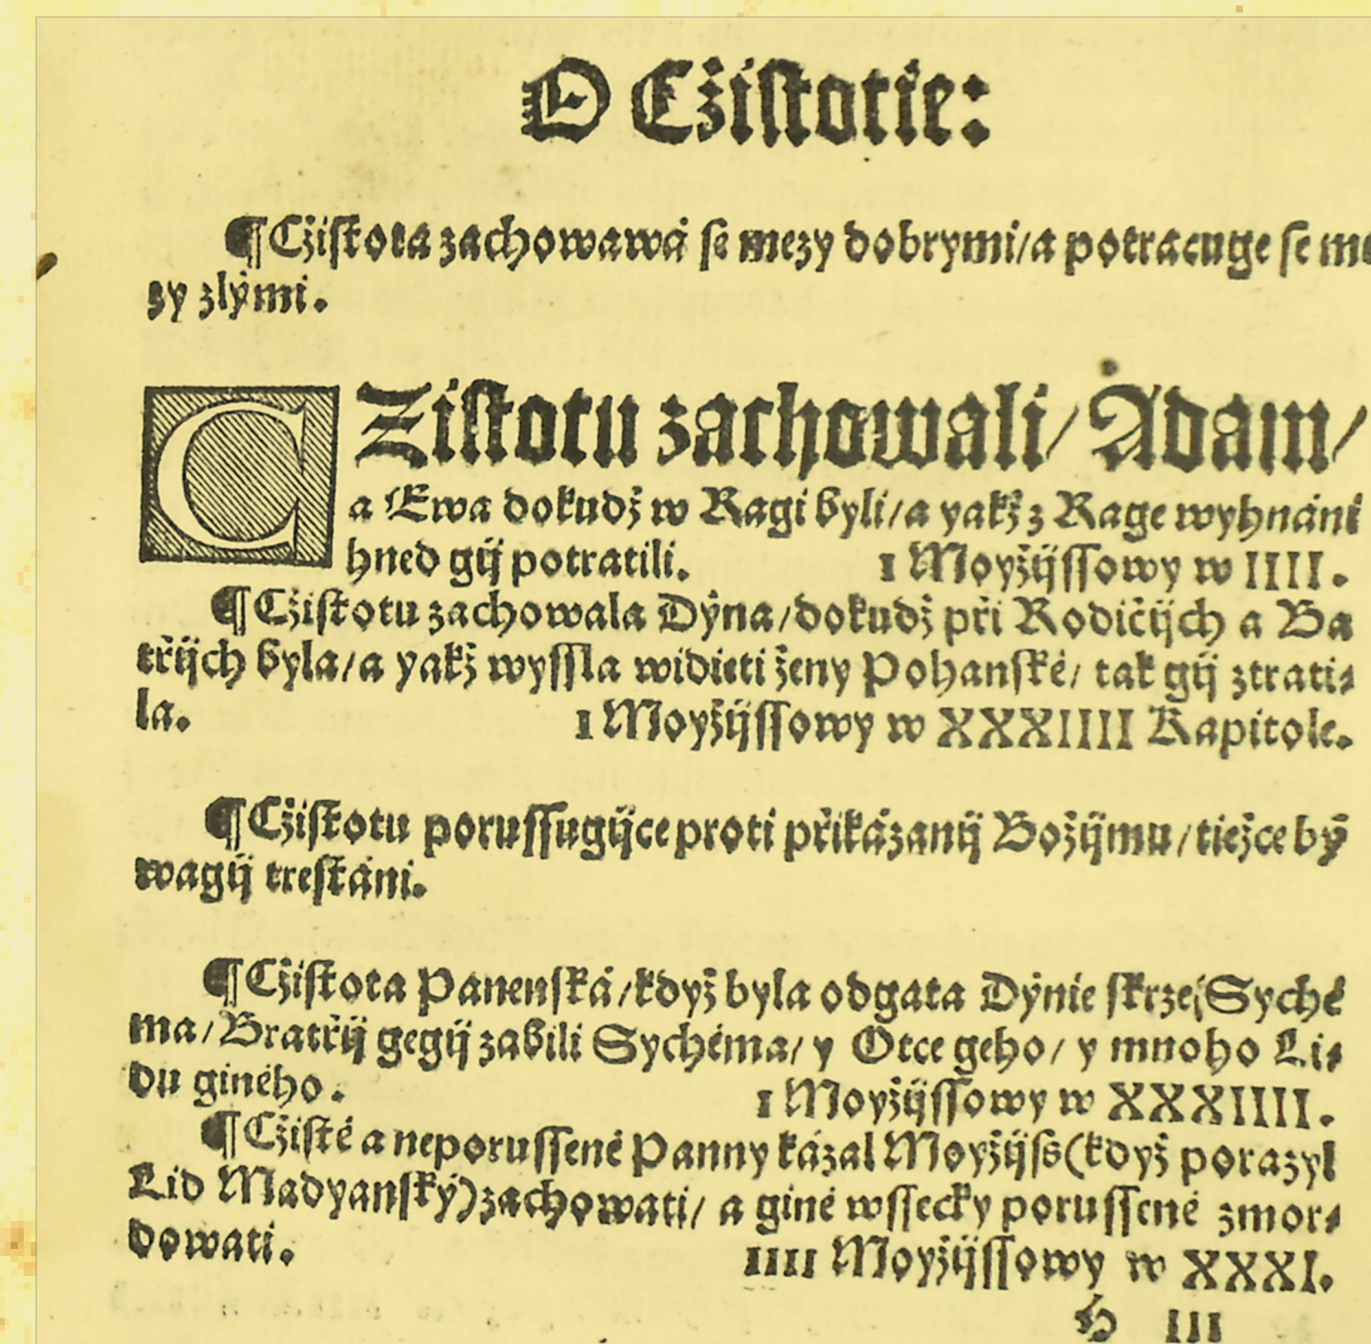 O Cžistotie:
¶Cžistota zachowawá se mezy dobrymi/a potracuge se me
zy zlými.
CZistotu zachowali/ Adam/
a Ewa dokudž w Ragi byli/a yakž z Rage wyhnáni
hned gij potratili. 1 Moyžijssowy w IIII.
¶Cžistotu zachowala Dýna/dokudž při Rodičijch a Ba
třijch byla/a yakž wyssla widieti ženy Pohanské/ tak gij ztrati⸗
la. 1 Moyžijssowy w XXXIIII Kapitole.
¶Cžistotu porussugijce proti přikázanij Božijmu/tiežce bý
wagij trestáni.
¶Cžistota Panenská/když byla odgata Dýnie skrze Syché
ma/Bratřij gegij zabili Sychéma/ y Otce geho/ y mnoho Li⸗
du giného. 1 Moyžijssowy w XXXIIII.
¶Cžisté a neporussené Panny kázal Moyžijss(když porazyl
Lid Madyanský)zachowati/ a giné wssecky porussené zmor⸗
dowati. IIII Moyžijssowy w XXXI.
H III